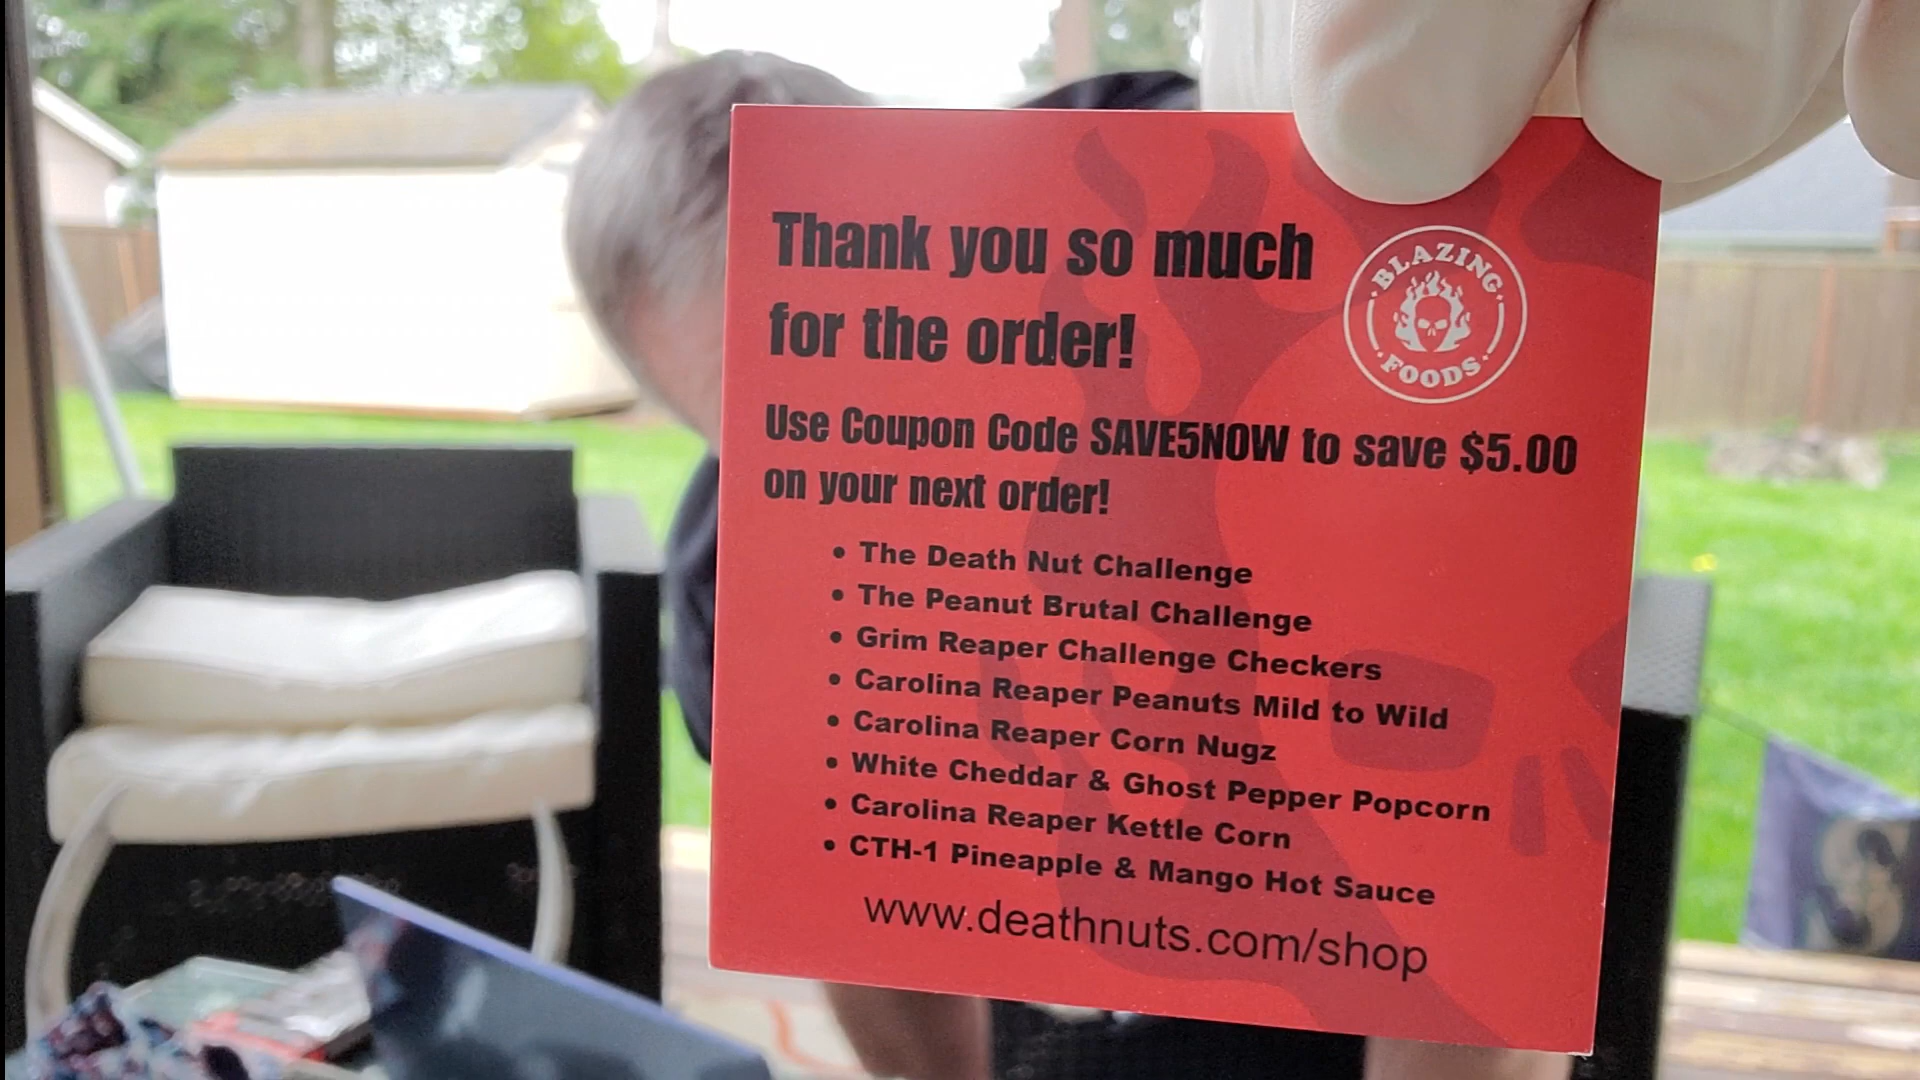 Thank you so much
for the order!
BLAZING
FOODS
Use Coupon Code SAVE5NOW to save $5.00
on your next order!
• The Death Nut Challenge
• The Peanut Brutal Challenge
• Grim Reaper Challenge Checkers
• Carolina Reaper Peanuts Mild to Wild
• Carolina Reaper Corn Nugz
• White Cheddar & Ghost Pepper Popcorn
• Carolina Reaper Kettle Corn
• CTH-1 Pineapple & Mango Hot Sauce
www.deathnuts.com/shop